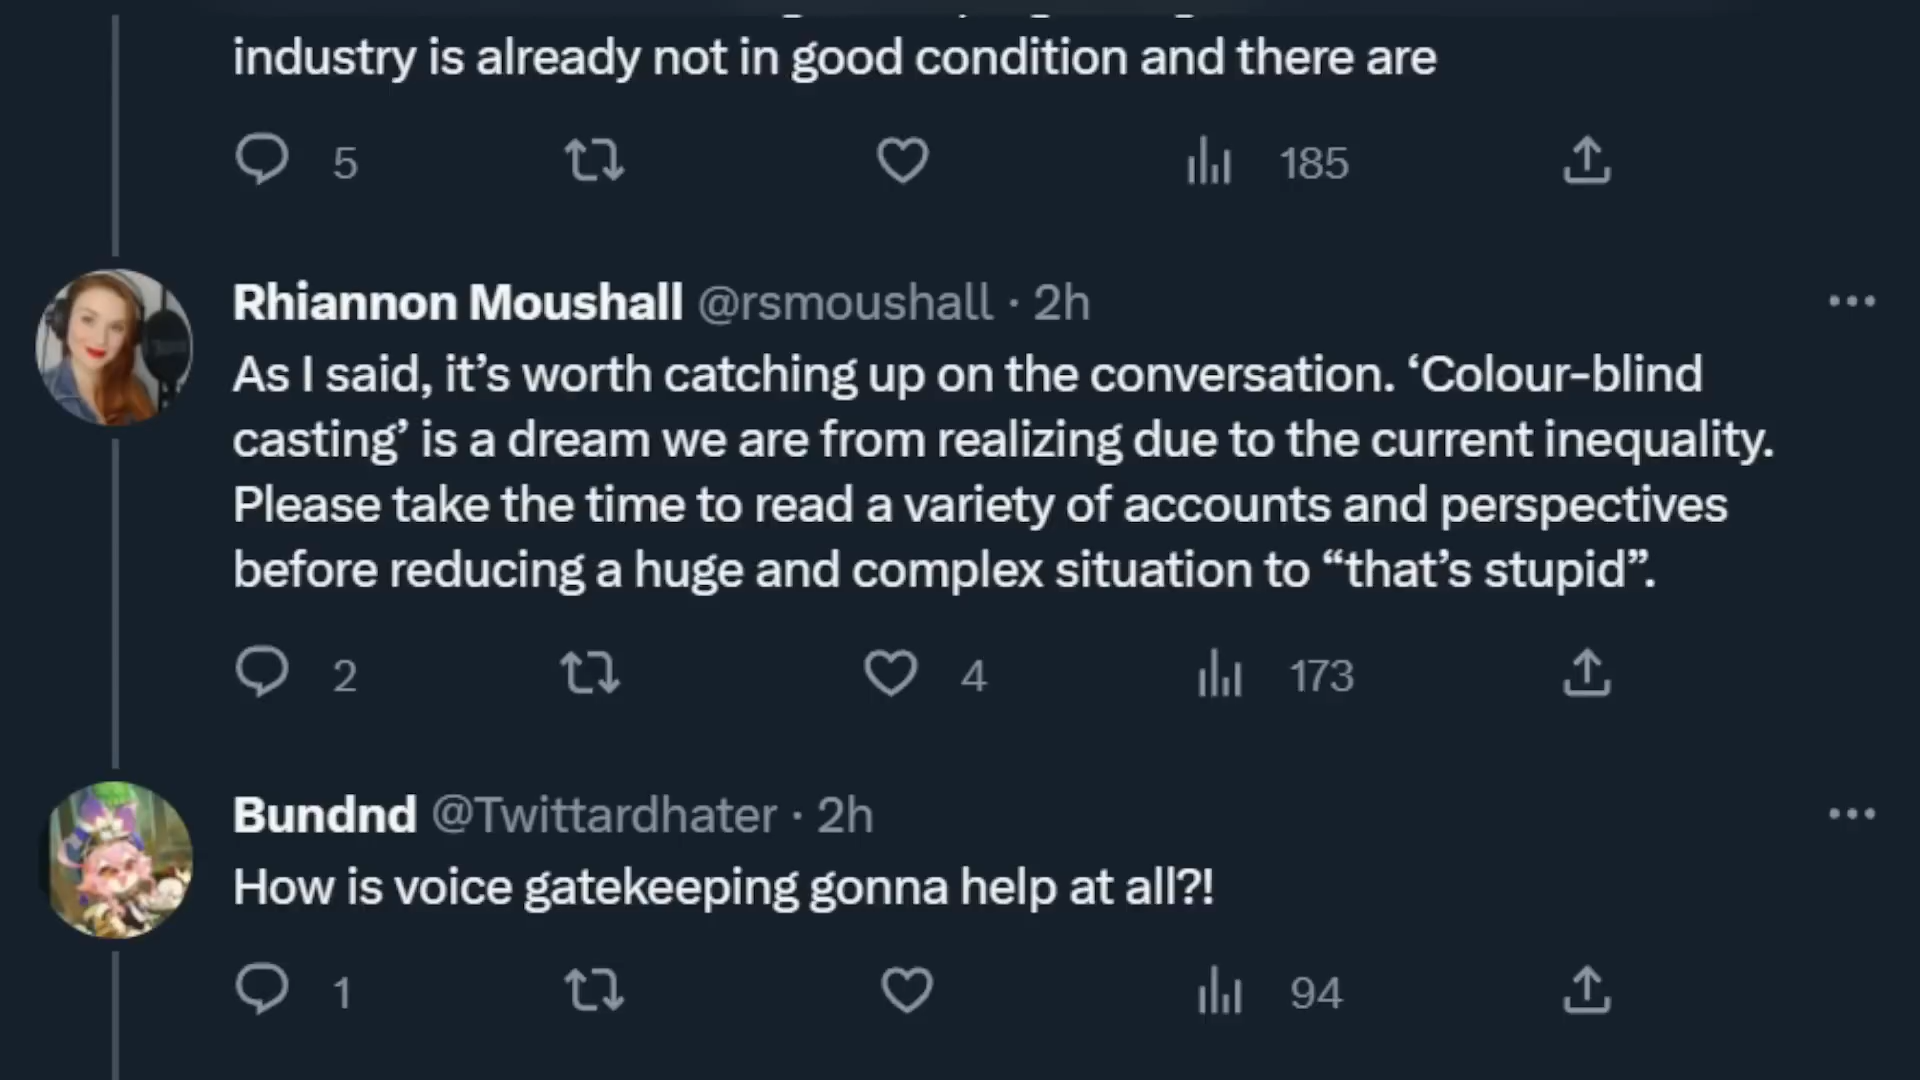 industry is already not in good condition and there are
5 185
Rhiannon Moushall @rsmoushall · 2h
As I said, it’s worth catching up on the conversation. ‘Colour-blind
casting’ is a dream we are from realizing due to the current inequality.
Please take the time to read a variety of accounts and perspectives
before reducing a huge and complex situation to “that’s stupid”.
2 4 173
Bundnd @Twittardhater · 2h
How is voice gatekeeping gonna help at all?!
1 94